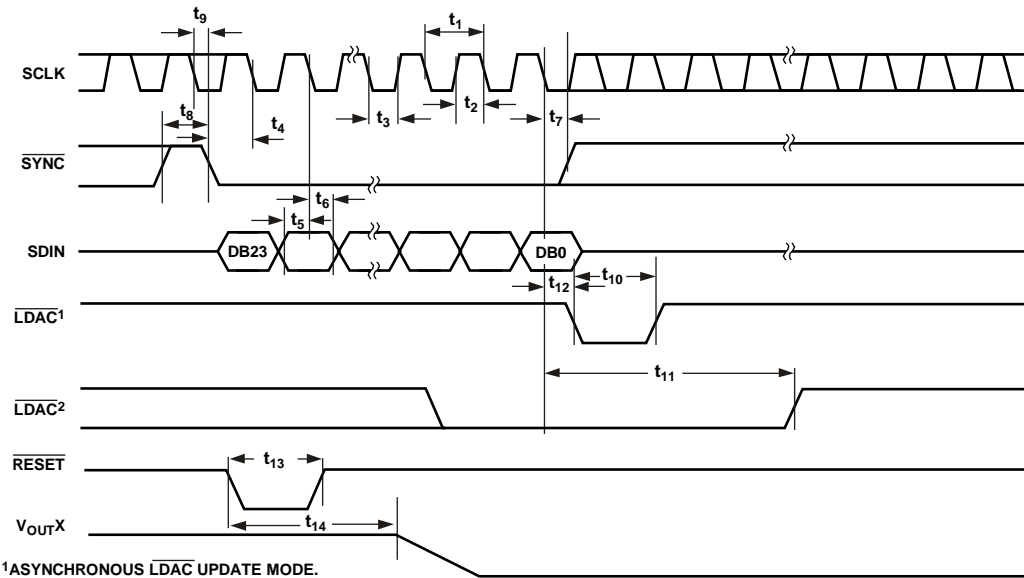 t9
t1
SCLK
t8
t4
t3
t2
t7
SYNC
t6
t5
SDIN
DB23
DB0
t12
t10
LDAC1
t11
LDAC2
RESET
t13
t14
VOUTX
1ASYNCHRONOUS LDAC UPDATE MODE.